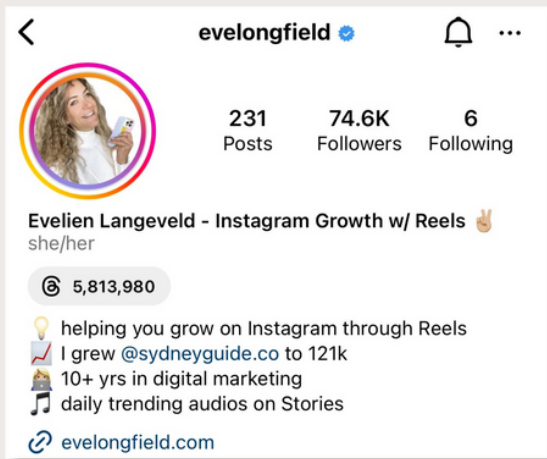 evelongfield
231 74.6K 6
Posts Followers Following
Evelien Langeveld - Instagram Growth w/ Reels ✌🏼
she/her
5,813,980
💡 helping you grow on Instagram through Reels
📈 I grew @sydneyguide.co to 121k
👩🏼‍💻 10+ yrs in digital marketing
🎵 daily trending audios on Stories
evelongfield.com